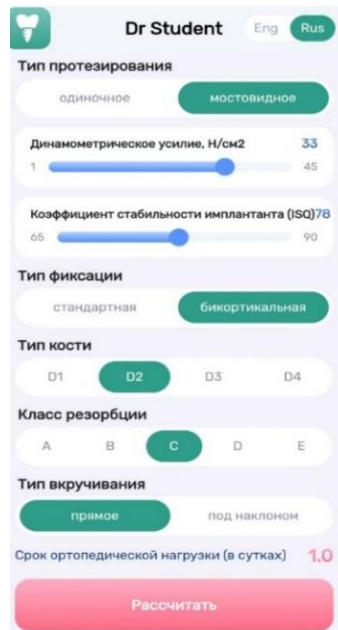 Dr Student Eng Rus
Тип протезирования
одиночное мостовидное
Динамометрическое усилие, Н/см2 33
1 45
Коэффициент стабильности имплантанта (ISQ)78
65 90
Тип фиксации
стандартная бикортикальная
Тип кости
D1 D2 D3 D4
Класс резорбции
A B C D E
Тип вкручивания
прямое под наклоном
Срок ортопедической нагрузки (в сутках) 1.0
Рассчитать